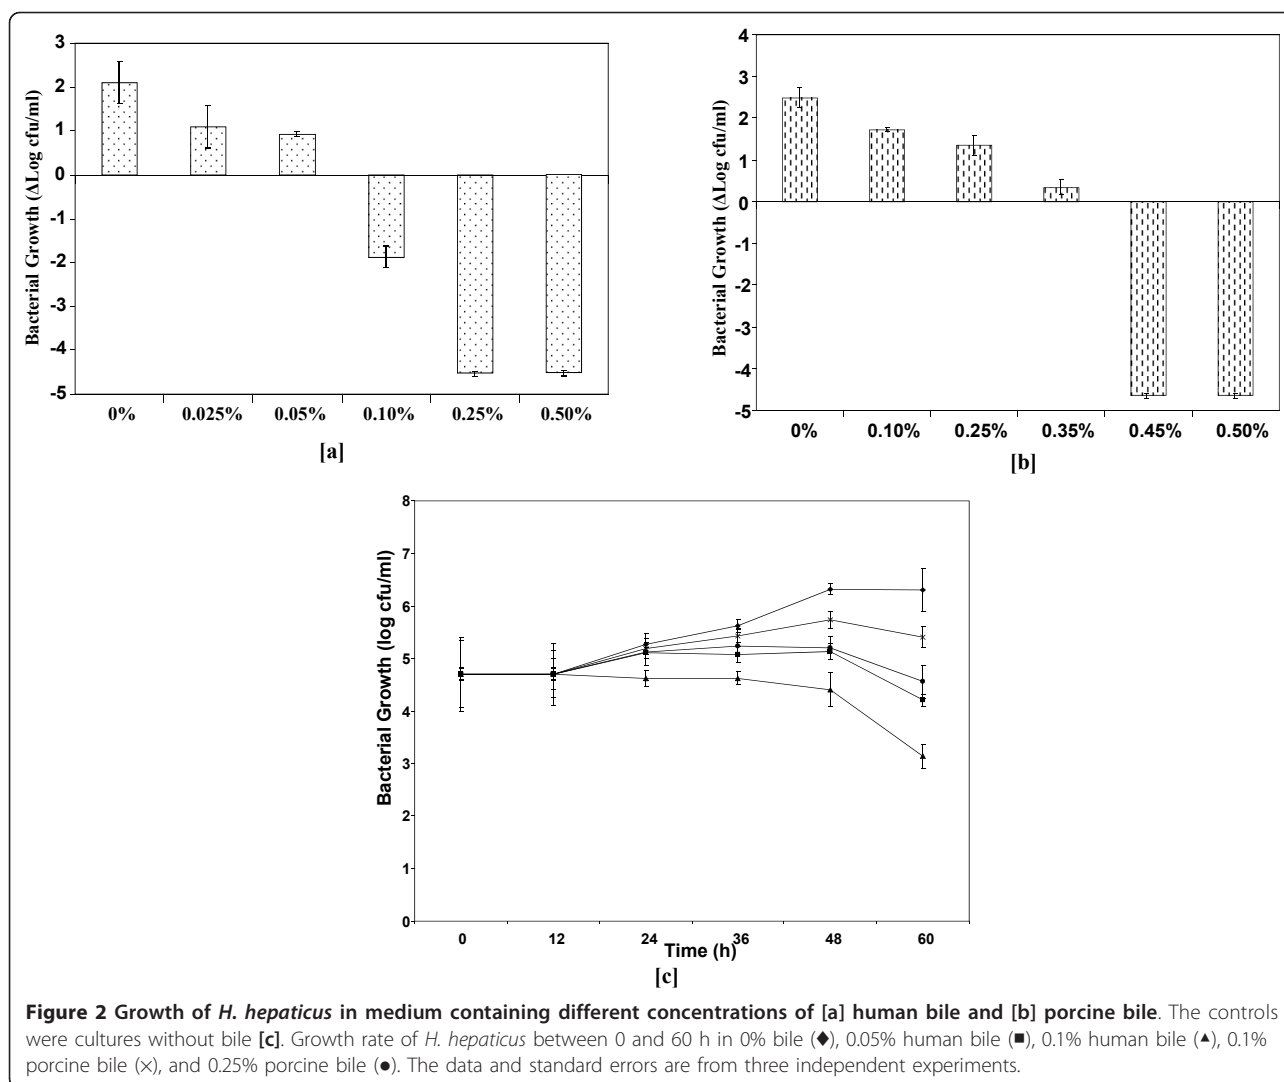 3
2
1
0
-1
-2
-3
-4
-5
Bacterial Growth (ΔLog cfu/ml)
0% 0.025% 0.05% 0.10% 0.25% 0.50%
[a]
4
3
2
1
0
-1
-2
-3
-4
-5
Bacterial Growth (ΔLog cfu/ml)
0% 0.10% 0.25% 0.35% 0.45% 0.50%
[b]
8
7
6
5
4
3
2
1
0
Bacterial Growth (log cfu/ml)
0 12 24 36 48 60
Time (h)
[c]
Figure 2 Growth of H. hepaticus in medium containing different concentrations of [a] human bile and [b] porcine bile. The controls
were cultures without bile [c]. Growth rate of H. hepaticus between 0 and 60 h in 0% bile (♦), 0.05% human bile (■), 0.1% human bile (▲), 0.1%
porcine bile (×), and 0.25% porcine bile (●). The data and standard errors are from three independent experiments.